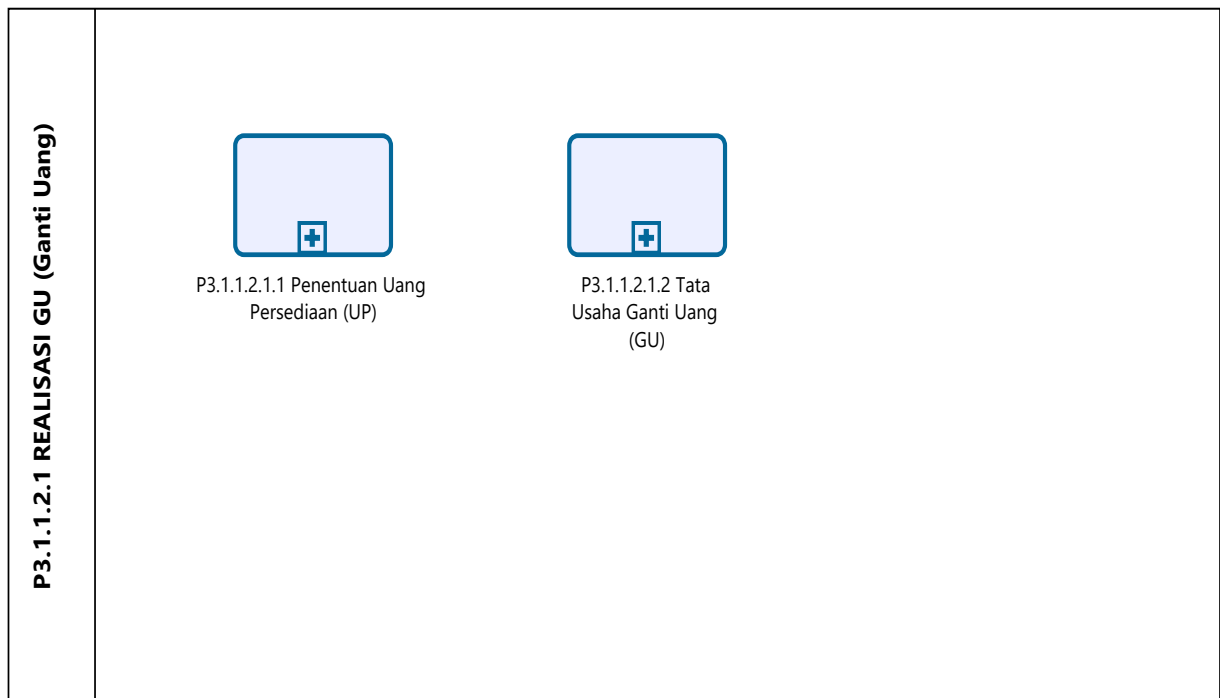 P3.1.1.2.1 REALISASI GU (Ganti Uang)
P3.1.1.2.1.1 Penentuan Uang
Persediaan (UP)
P3.1.1.2.1.2 Tata
Usaha Ganti Uang
(GU)